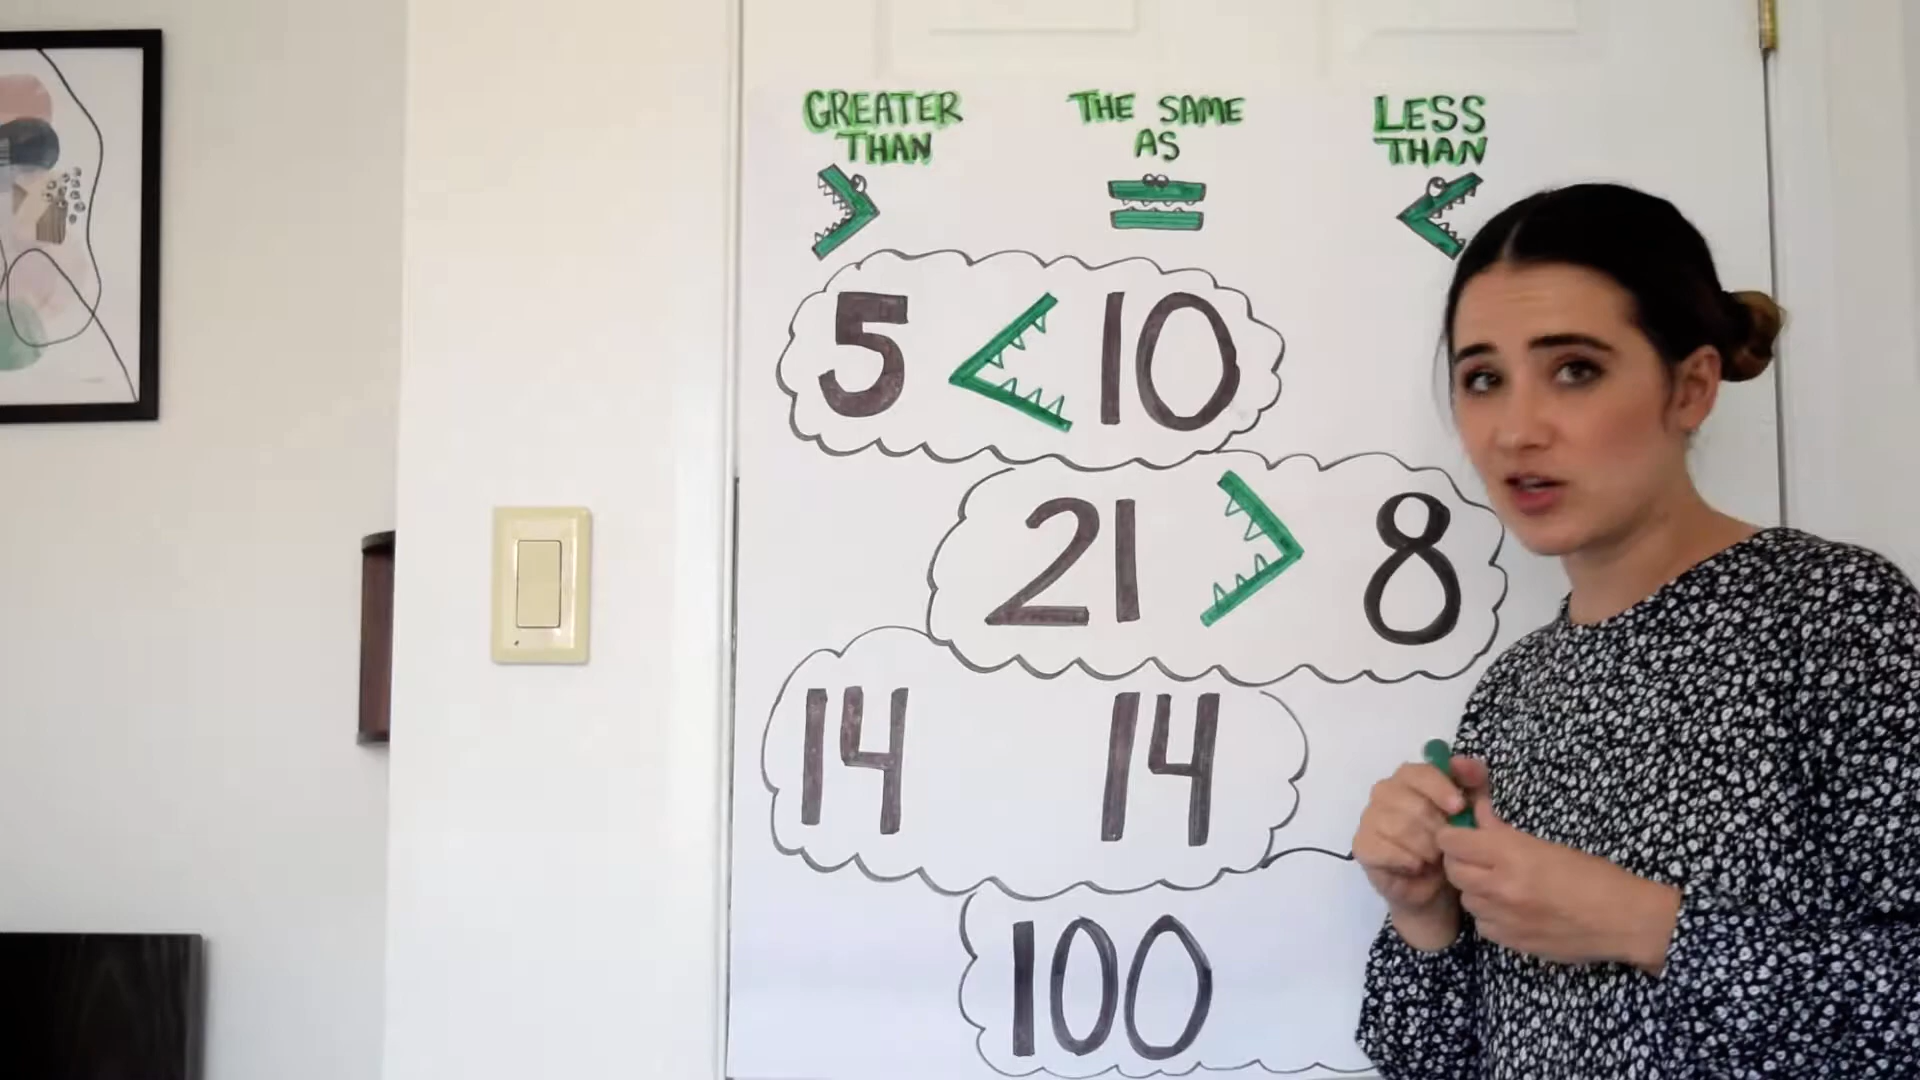 GREATER
THAN
THE SAME
AS
LESS
THAN
>
=
<
5 < 10
21 > 8
14 14
100